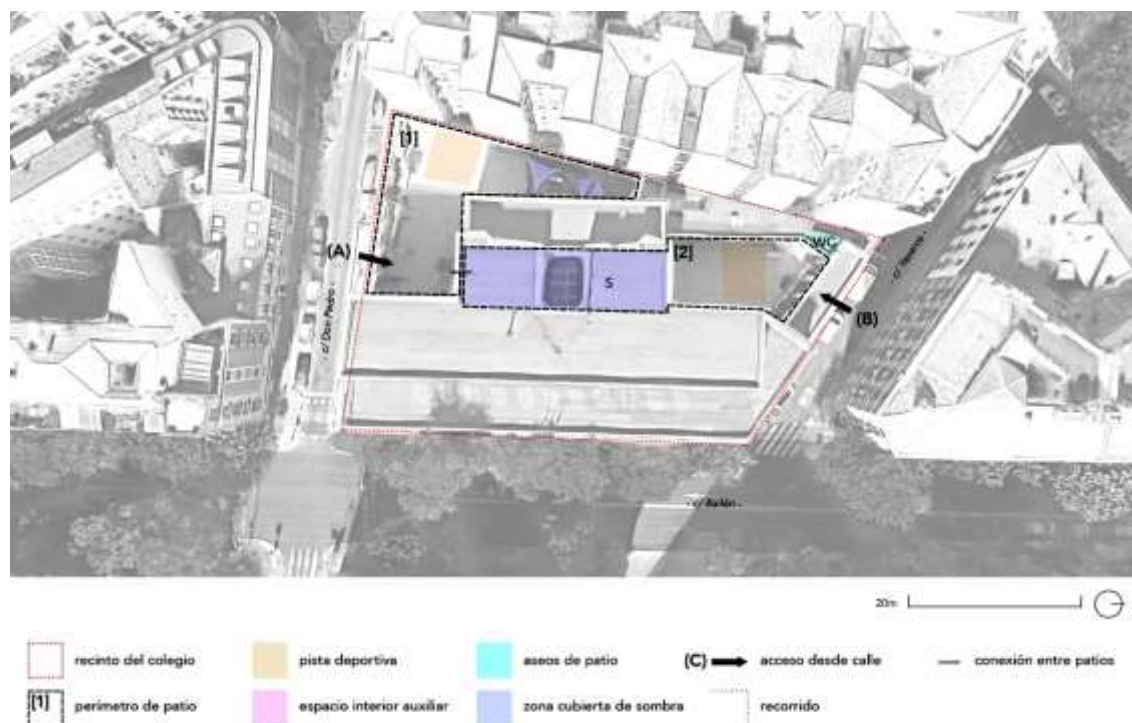 [1]
(A)
- c/ Don Pedro -
S
[2]
WC
(B)
- c/ Bailén -
20m
recinto del colegio
pista deportiva
aseos de patio
(C) acceso desde calle
conexión entre patios
[1] perímetro de patio
espacio interior auxiliar
zona cubierta de sombra
recorrido